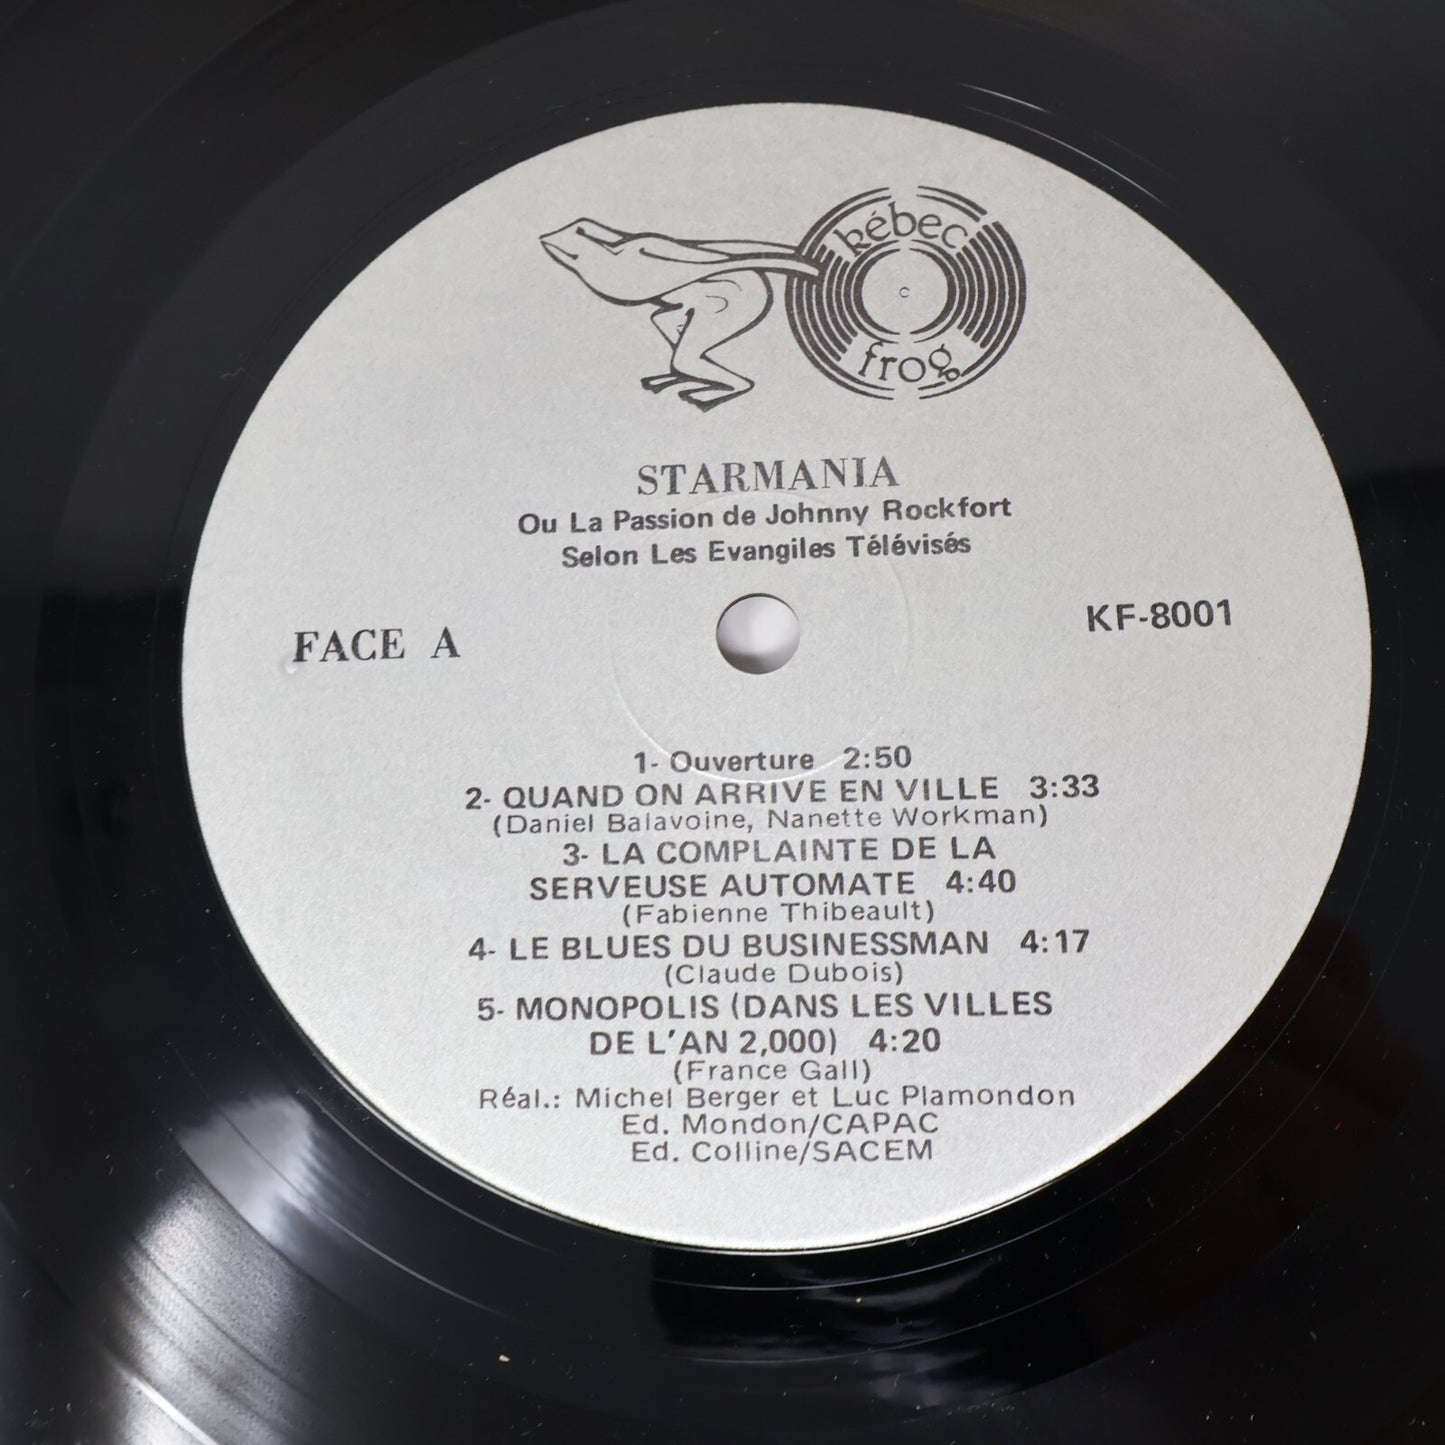 kébec
frog
STARMANIA
Ou La Passion de Johnny Rockfort
Selon Les Evangiles Télévisés
FACE A
KF-8001
1- Ouverture 2:50
2- QUAND ON ARRIVE EN VILLE 3:33
(Daniel Balavoine, Nanette Workman)
3- LA COMPLAINTE DE LA
SERVEUSE AUTOMATE 4:40
(Fabienne Thibeault)
4- LE BLUES DU BUSINESSMAN 4:17
(Claude Dubois)
5- MONOPOLIS (DANS LES VILLES
DE L'AN 2,000) 4:20
(France Gall)
Réal.: Michel Berger et Luc Plamondon
Ed. Mondon/CAPAC
Ed. Colline/SACEM